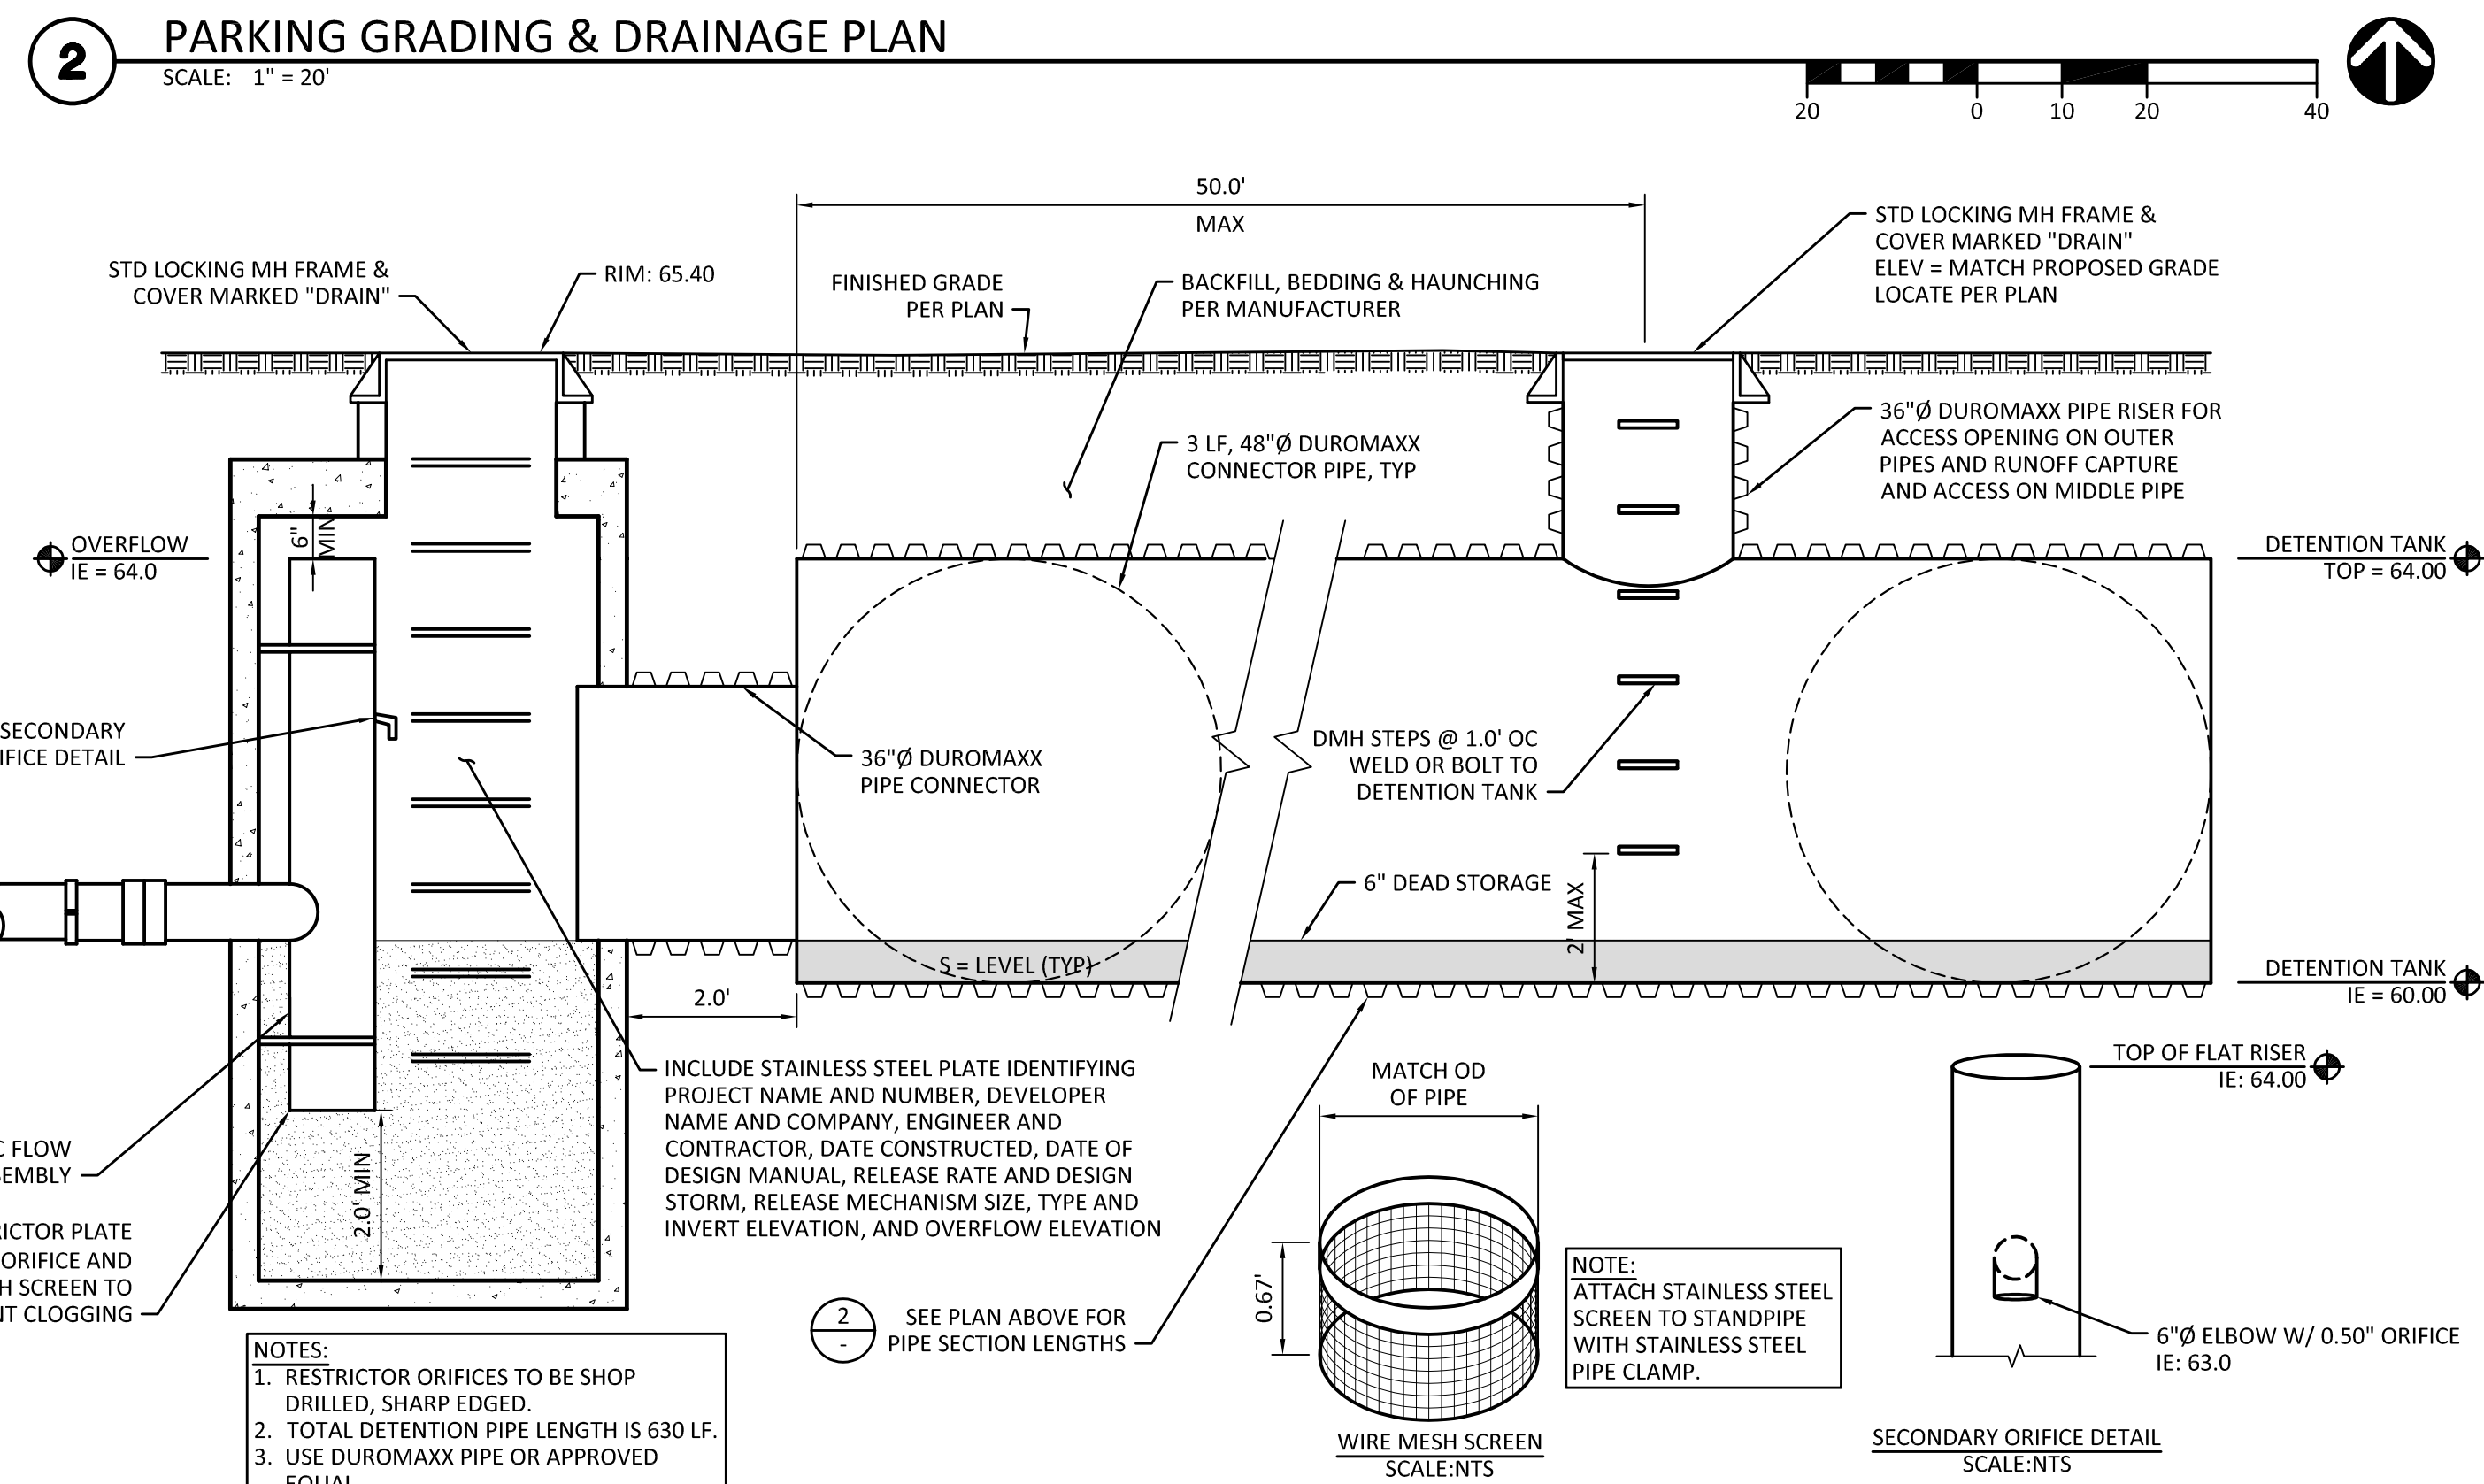 2
PARKING GRADING & DRAINAGE PLAN
SCALE: 1" = 20'
20 0 10 20 40
50.0'
MAX
STD LOCKING MH FRAME &
COVER MARKED "DRAIN"
RIM: 65.40
FINISHED GRADE
PER PLAN
BACKFILL, BEDDING & HAUNCHING
PER MANUFACTURER
STD LOCKING MH FRAME &
COVER MARKED "DRAIN"
ELEV = MATCH PROPOSED GRADE
LOCATE PER PLAN
3 LF, 48"Ø DUROMAXX
CONNECTOR PIPE, TYP
36"Ø DUROMAXX PIPE RISER FOR
ACCESS OPENING ON OUTER
PIPES AND RUNOFF CAPTURE
AND ACCESS ON MIDDLE PIPE
6"
MIN
OVERFLOW
IE = 64.0
DETENTION TANK
TOP = 64.00
SECONDARY
IFICE DETAIL
36"Ø DUROMAXX
PIPE CONNECTOR
DMH STEPS @ 1.0' OC
WELD OR BOLT TO
DETENTION TANK
6" DEAD STORAGE
2' MAX
S = LEVEL (TYP)
2.0'
DETENTION TANK
IE = 60.00
INCLUDE STAINLESS STEEL PLATE IDENTIFYING
PROJECT NAME AND NUMBER, DEVELOPER
NAME AND COMPANY, ENGINEER AND
CONTRACTOR, DATE CONSTRUCTED, DATE OF
DESIGN MANUAL, RELEASE RATE AND DESIGN
STORM, RELEASE MECHANISM SIZE, TYPE AND
INVERT ELEVATION, AND OVERFLOW ELEVATION
2.0' MIN
C FLOW
SEMBLY
RICTOR PLATE
ORIFICE AND
H SCREEN TO
NT CLOGGING
2
-
SEE PLAN ABOVE FOR
PIPE SECTION LENGTHS
MATCH OD
OF PIPE
0.67'
WIRE MESH SCREEN
SCALE:NTS
NOTE:
ATTACH STAINLESS STEEL
SCREEN TO STANDPIPE
WITH STAINLESS STEEL
PIPE CLAMP.
TOP OF FLAT RISER
IE: 64.00
6"Ø ELBOW W/ 0.50" ORIFICE
IE: 63.0
SECONDARY ORIFICE DETAIL
SCALE:NTS
NOTES:
1. RESTRICTOR ORIFICES TO BE SHOP
DRILLED, SHARP EDGED.
2. TOTAL DETENTION PIPE LENGTH IS 630 LF.
3. USE DUROMAXX PIPE OR APPROVED
EQUAL